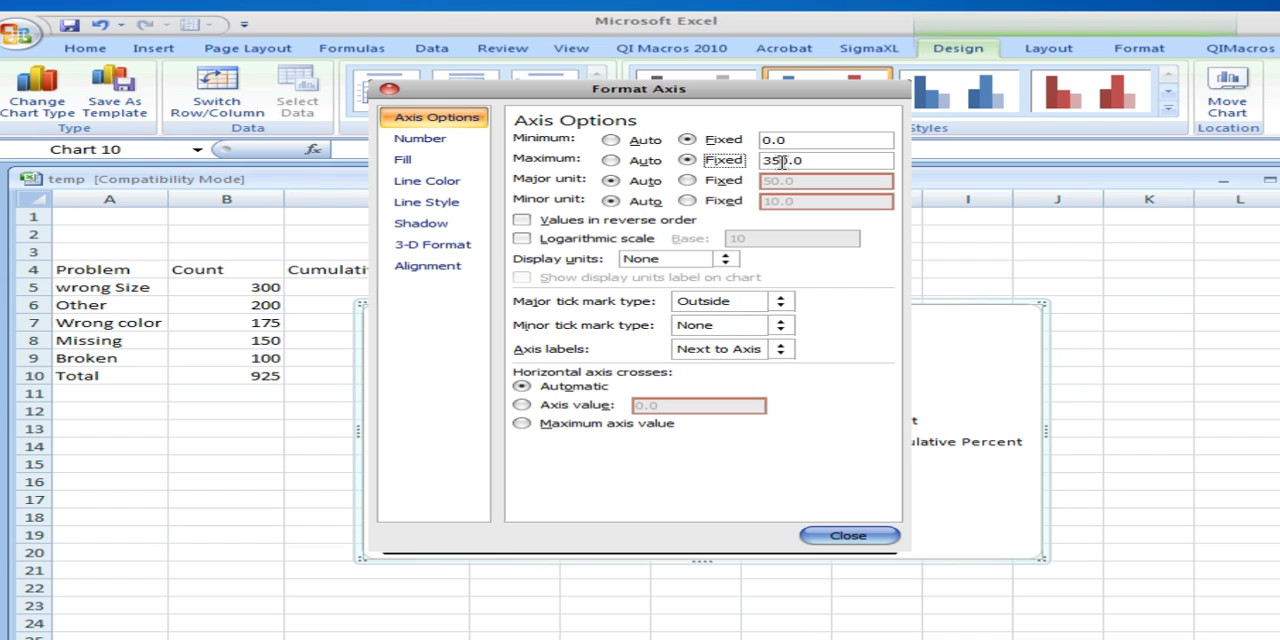 Microsoft Excel
Home Insert Page Layout Formulas Data Review View QI Macros 2010 Acrobat SigmaXL Design Layout Format QIMacros
Change Chart Type
Save As Template
Switch Row/Column
Select Data
Move Chart
Type Data Styles Location
Chart 10 fx
temp [Compatibility Mode]
A B I J K L
1
2
3
4 Problem Count Cumulati
5 wrong Size 300
6 Other 200
7 Wrong color 175
8 Missing 150
9 Broken 100
10 Total 925
11
12
13
14
15
16
17
18
19
20
21
22
23
24
Format Axis
Axis Options
Number
Fill
Line Color
Line Style
Shadow
3-D Format
Alignment
Axis Options
Minimum: Auto Fixed 0.0
Maximum: Auto Fixed 350.0
Major unit: Auto Fixed 50.0
Minor unit: Auto Fixed 10.0
Values in reverse order
Logarithmic scale Base: 10
Display units: None
Show display units label on chart
Major tick mark type: Outside
Minor tick mark type: None
Axis labels: Next to Axis
Horizontal axis crosses:
Automatic
Axis value: 0.0
Maximum axis value
Close
t
ulative Percent